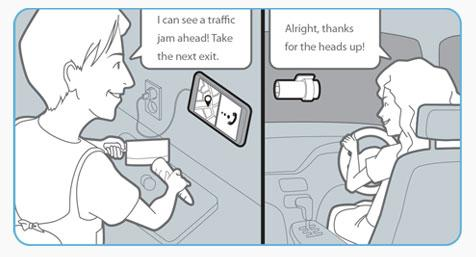 I can see a traffic
jam ahead! Take
the next exit.
Alright, thanks
for the heads up!